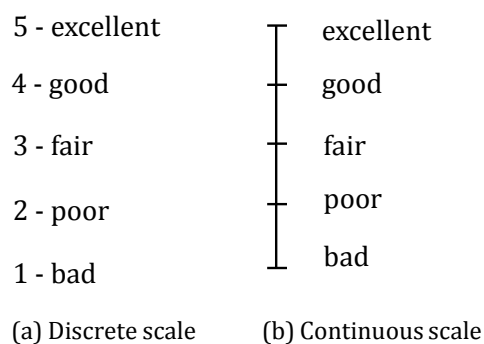 5 - excellent
4 - good
3 - fair
2 - poor
1 - bad
(a) Discrete scale
excellent
good
fair
poor
bad
(b) Continuous scale